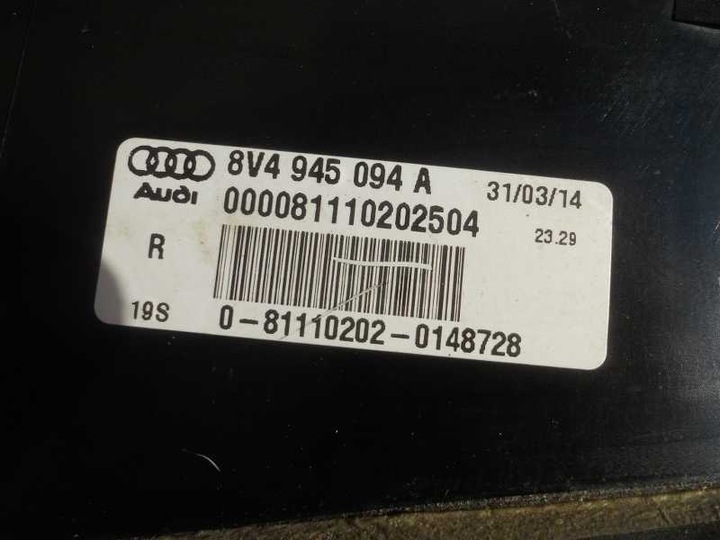 8V4 945 094 A 31/03/14
Audi 000081110202504 23.29
R
19S 0-81110202-0148728